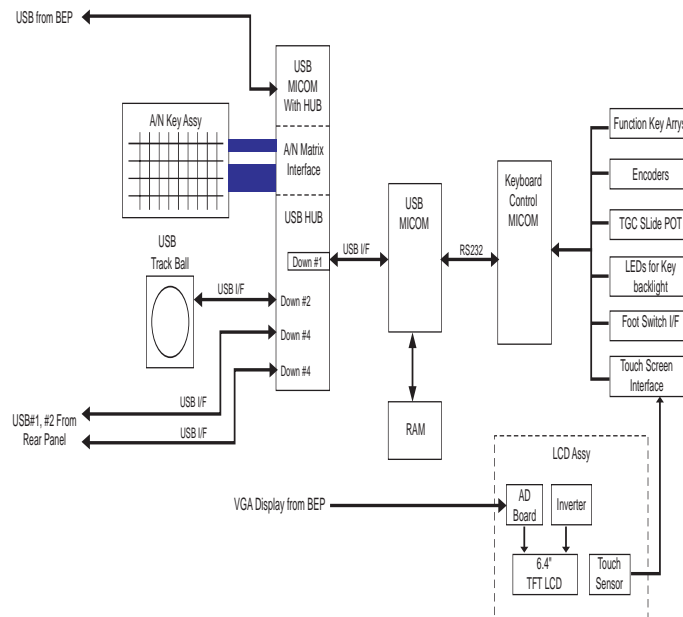 USB from BEP
USB
MICOM
With HUB
A/N Key Assy
A/N Matrix
Interface
USB HUB
USB
Track Ball
USB I/F
Down #1
Down #2
Down #4
Down #4
USB I/F
USB
MICOM
RS232
Keyboard
Control
MICOM
Function Key Arrys
Encoders
TGC SLide POT
LEDs for Key
backlight
Foot Switch I/F
Touch Screen
Interface
USB#1, #2 From
Rear Panel
USB I/F
USB I/F
RAM
LCD Assy
VGA Display from BEP
AD
Board
Inverter
6.4"
TFT LCD
Touch
Sensor